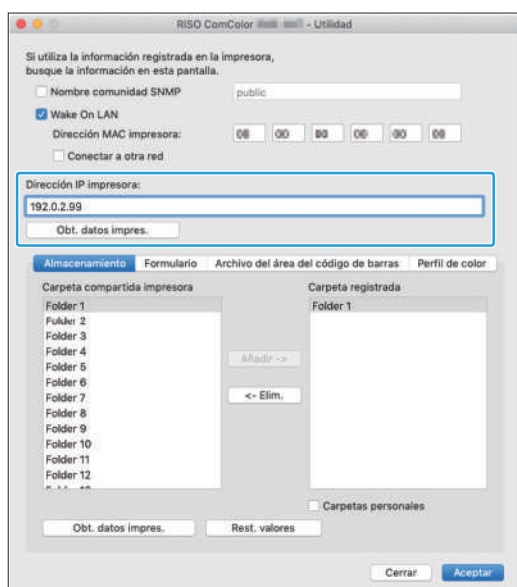 RISO ComColor - Utilidad
Si utiliza la información registrada en la impresora,
busque la información en esta pantalla.
Nombre comunidad SNMP public
Wake On LAN
Dirección MAC impresora:
Conectar a otra red
Dirección IP impresora:
192.0.2.99
Obt. datos impres.
Almacenamiento Formulario Archivo del área del código de barras Perfil de color
Carpeta compartida impresora Carpeta registrada
Folder 1 Folder 1
Folder 2
Folder 3
Folder 4
Folder 5
Folder 6
Folder 7
Folder 8
Folder 9
Folder 10
Folder 11
Folder 12
Añadir ->
<- Elim.
Carpetas personales
Obt. datos impres. Rest. valores
Cerrar Aceptar